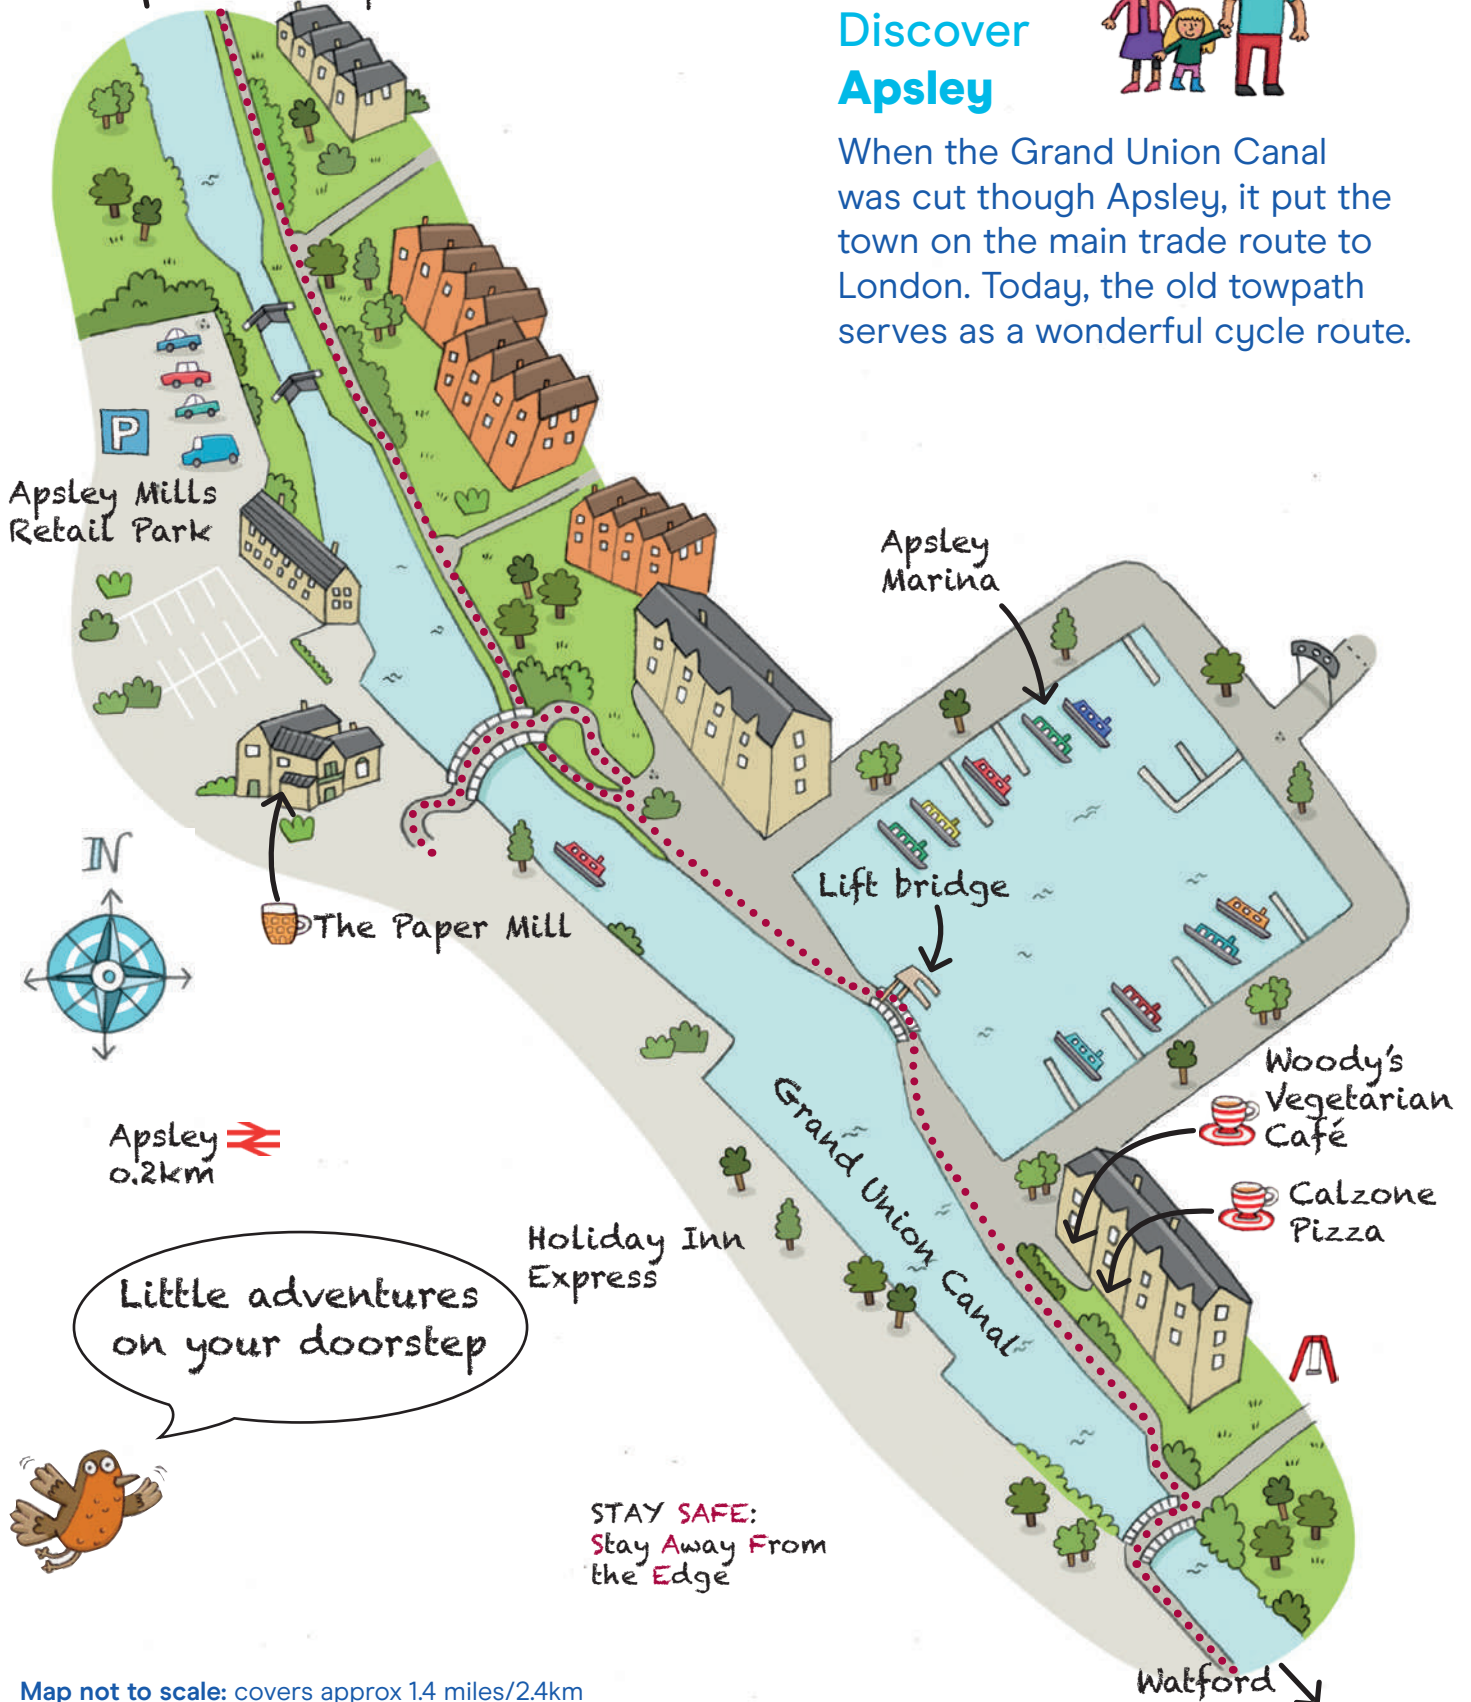 Discover
Apsley
When the Grand Union Canal
was cut though Apsley, it put the
town on the main trade route to
London. Today, the old towpath
serves as a wonderful cycle route.
P
Apsley Mills
Retail Park
Apsley
Marina
Lift bridge
N
The Paper Mill
Woody's
Vegetarian
Café
Calzone
Pizza
Grand Union Canal
Apsley
0.2km
Holiday Inn
Express
Little adventures
on your doorstep
STAY SAFE:
Stay Away From
the Edge
Watford
Map not to scale: covers approx 1.4 miles/2.4km